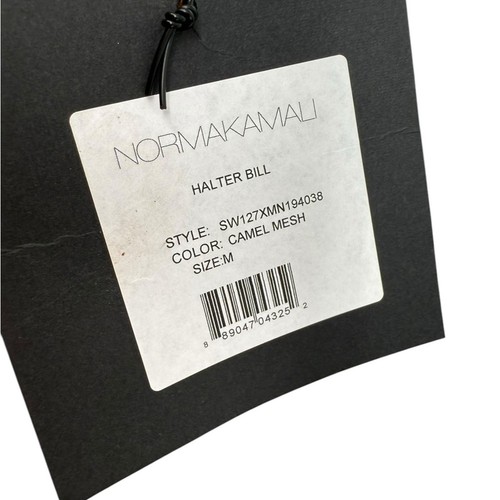 NORMAKAMALI
HALTER BILL
STYLE: SW127XMN194038
COLOR: CAMEL MESH
SIZE:M
8 89047 04325 2